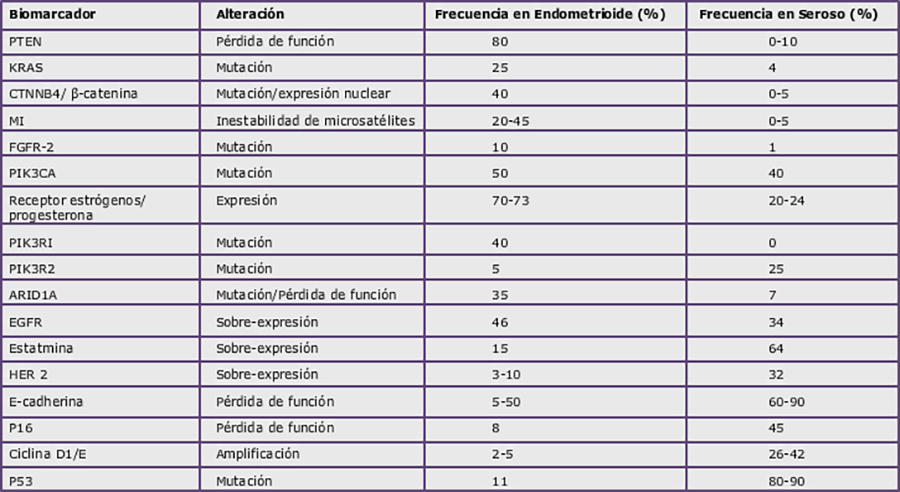 Biomarcador Alteración Frecuencia en Endometrioide (%) Frecuencia en Seroso (%)
PTEN Pérdida de función 80 0-10
KRAS Mutación 25 4
CTNNB4/ β-catenina Mutación/expresión nuclear 40 0-5
MI Inestabilidad de microsatélites 20-45 0-5
FGFR-2 Mutación 10 1
PIK3CA Mutación 50 40
Receptor estrógenos/ Expresión 70-73 20-24
progesterona
PIK3RI Mutación 40 0
PIK3R2 Mutación 5 25
ARID1A Mutación/Pérdida de función 35 7
EGFR Sobre-expresión 46 34
Estatmina Sobre-expresión 15 64
HER 2 Sobre-expresión 3-10 32
E-cadherina Pérdida de función 5-50 60-90
P16 Pérdida de función 8 45
Ciclina D1/E Amplificación 2-5 26-42
P53 Mutación 11 80-90